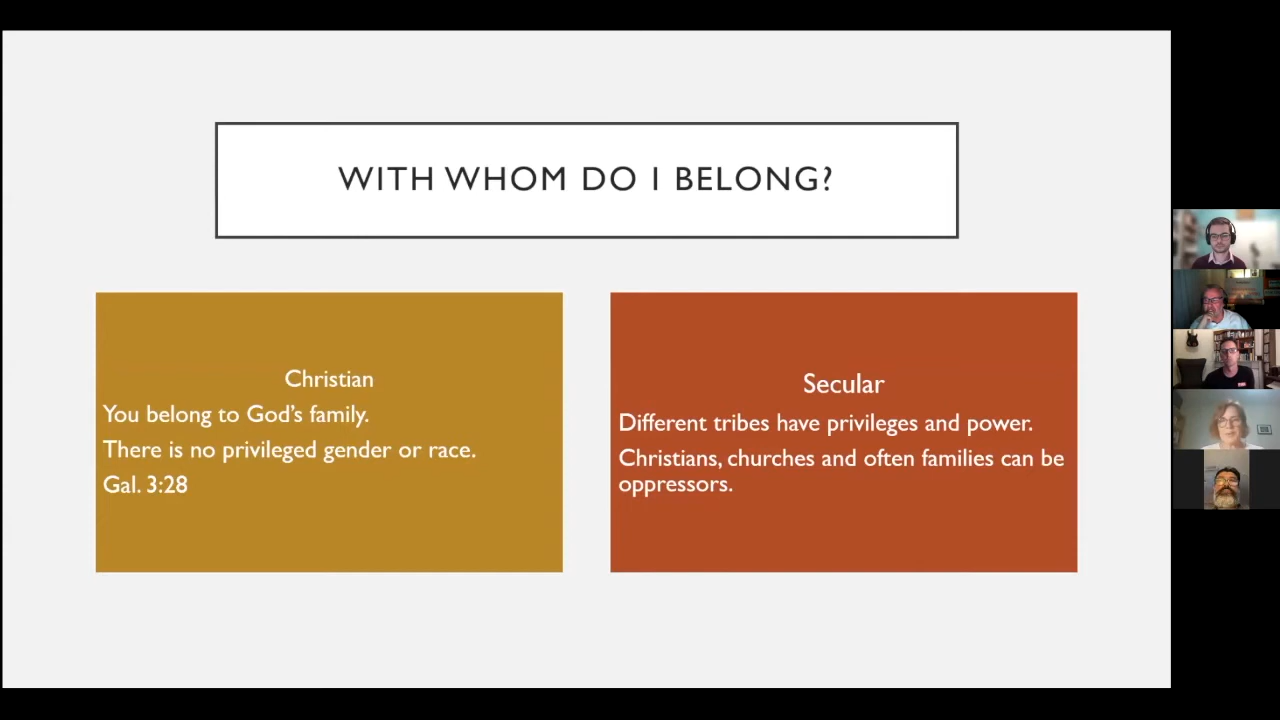 WITH WHOM DO I BELONG?
Christian
You belong to God's family.
There is no privileged gender or race.
Gal. 3:28
Secular
Different tribes have privileges and power.
Christians, churches and often families can be
oppressors.